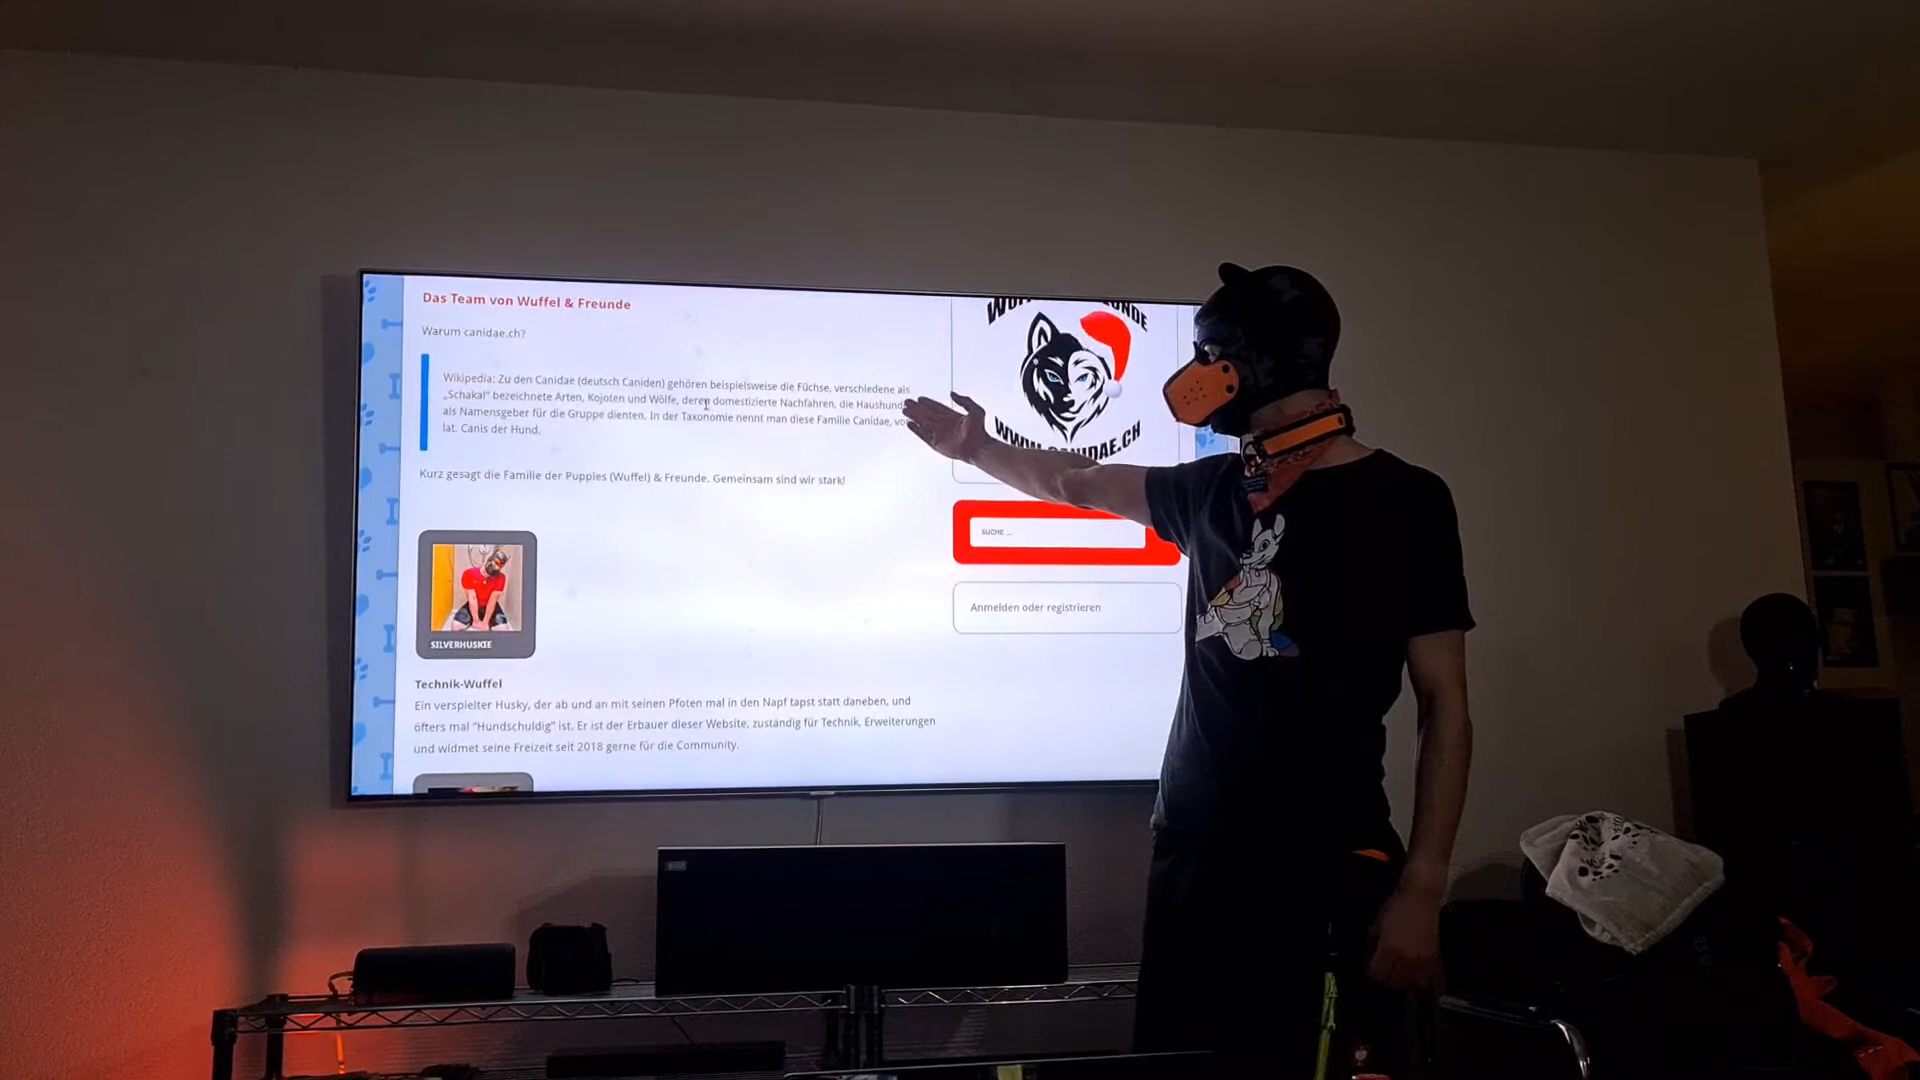 Das Team von Wuffel & Freunde
Warum canidae.ch?
Wikipedia: Zu den Canidae (deutsch Caniden) gehören beispielsweise die Füchse, verschiedene als
„Schakal“ bezeichnete Arten, Kojoten und Wölfe, deren domestizierte Nachfahren, die Haushund
als Namensgeber für die Gruppe dienten. In der Taxonomie nennt man diese Familie Canidae, vo
lat. Canis der Hund.
Kurz gesagt die Familie der Puppies (Wuffel) & Freunde. Gemeinsam sind wir stark!
SILVERHUSKIE
Technik-Wuffel
Ein verspielter Husky, der ab und an mit seinen Pfoten mal in den Napf tapst statt daneben, und
öfters mal "Hundschuldig" ist. Er ist der Erbauer dieser Website, zuständig für Technik, Erweiterungen
und widmet seine Freizeit seit 2018 gerne für die Community.
WWW.CANIDAE.CH
SUCHE ...
Anmelden oder registrieren